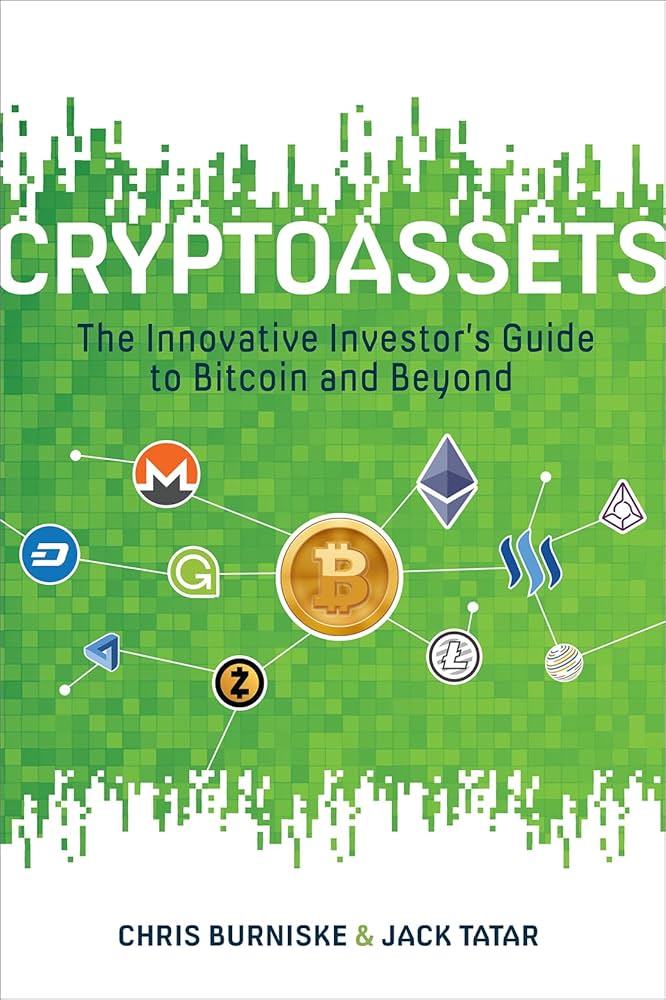 CRYPTOASSETS
The Innovative Investor's Guide
to Bitcoin and Beyond
CHRIS BURNISKE & JACK TATAR